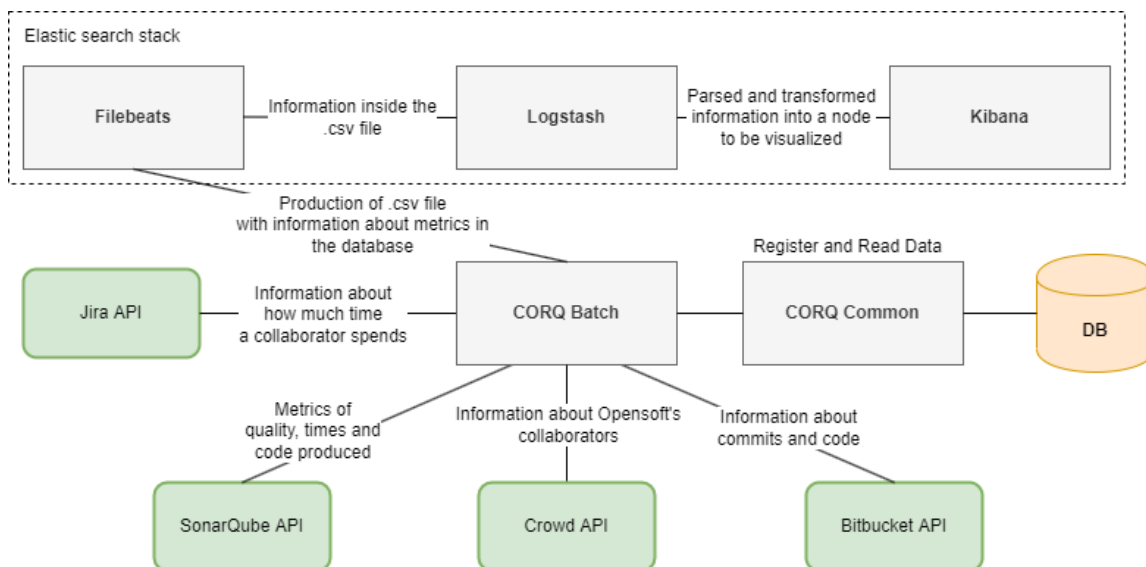 Elastic search stack
Filebeats
Information inside the
.csv file
Logstash
Parsed and transformed
information into a node
to be visualized
Kibana
Production of .csv file
with information about metrics in
the database
Register and Read Data
Jira API
Information about
how much time
a collaborator spends
CORQ Batch
CORQ Common
DB
Metrics of
quality, times and
code produced
Information about Opensoft's
collaborators
Information about
commits and code
SonarQube API
Crowd API
Bitbucket API